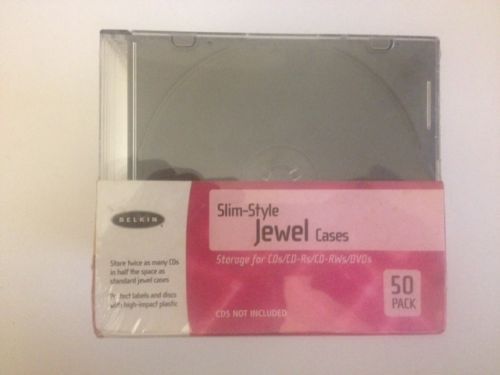 BELKIN
Store twice as many CDs
in half the space as
standard jewel cases
Protect labels and discs
with high-impact plastic
Slim-Style
Jewel Cases
Storage for CDs/CD-Rs/CD-RWs/DVDs
50
PACK
CDS NOT INCLUDED